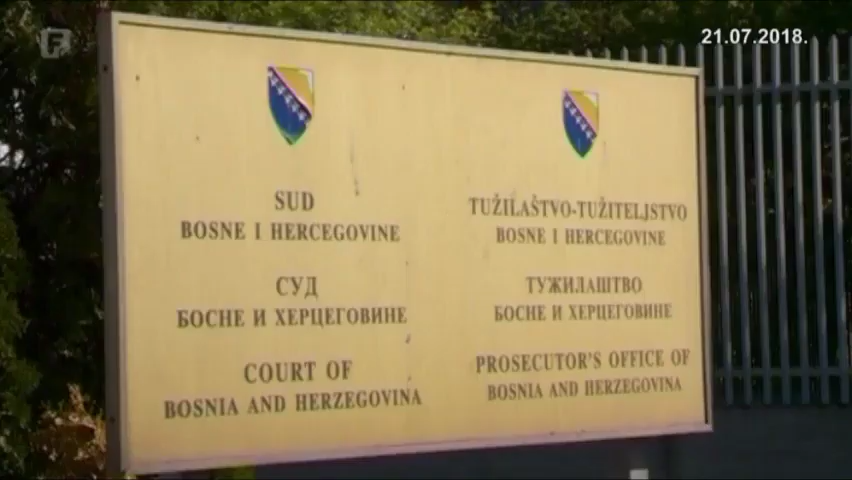 F
21.07.2018.
SUD
BOSNE I HERCEGOVINE
СУД
БОСНЕ И ХЕРЦЕГОВИНЕ
COURT OF
BOSNIA AND HERZEGOVINA
TUŽILAŠTVO-TUŽITELJSTVO
BOSNE I HERCEGOVINE
ТУЖИЛАШТВО
БОСНЕ И ХЕРЦЕГОВИНЕ
PROSECUTOR'S OFFICE OF
BOSNIA AND HERZEGOVINA